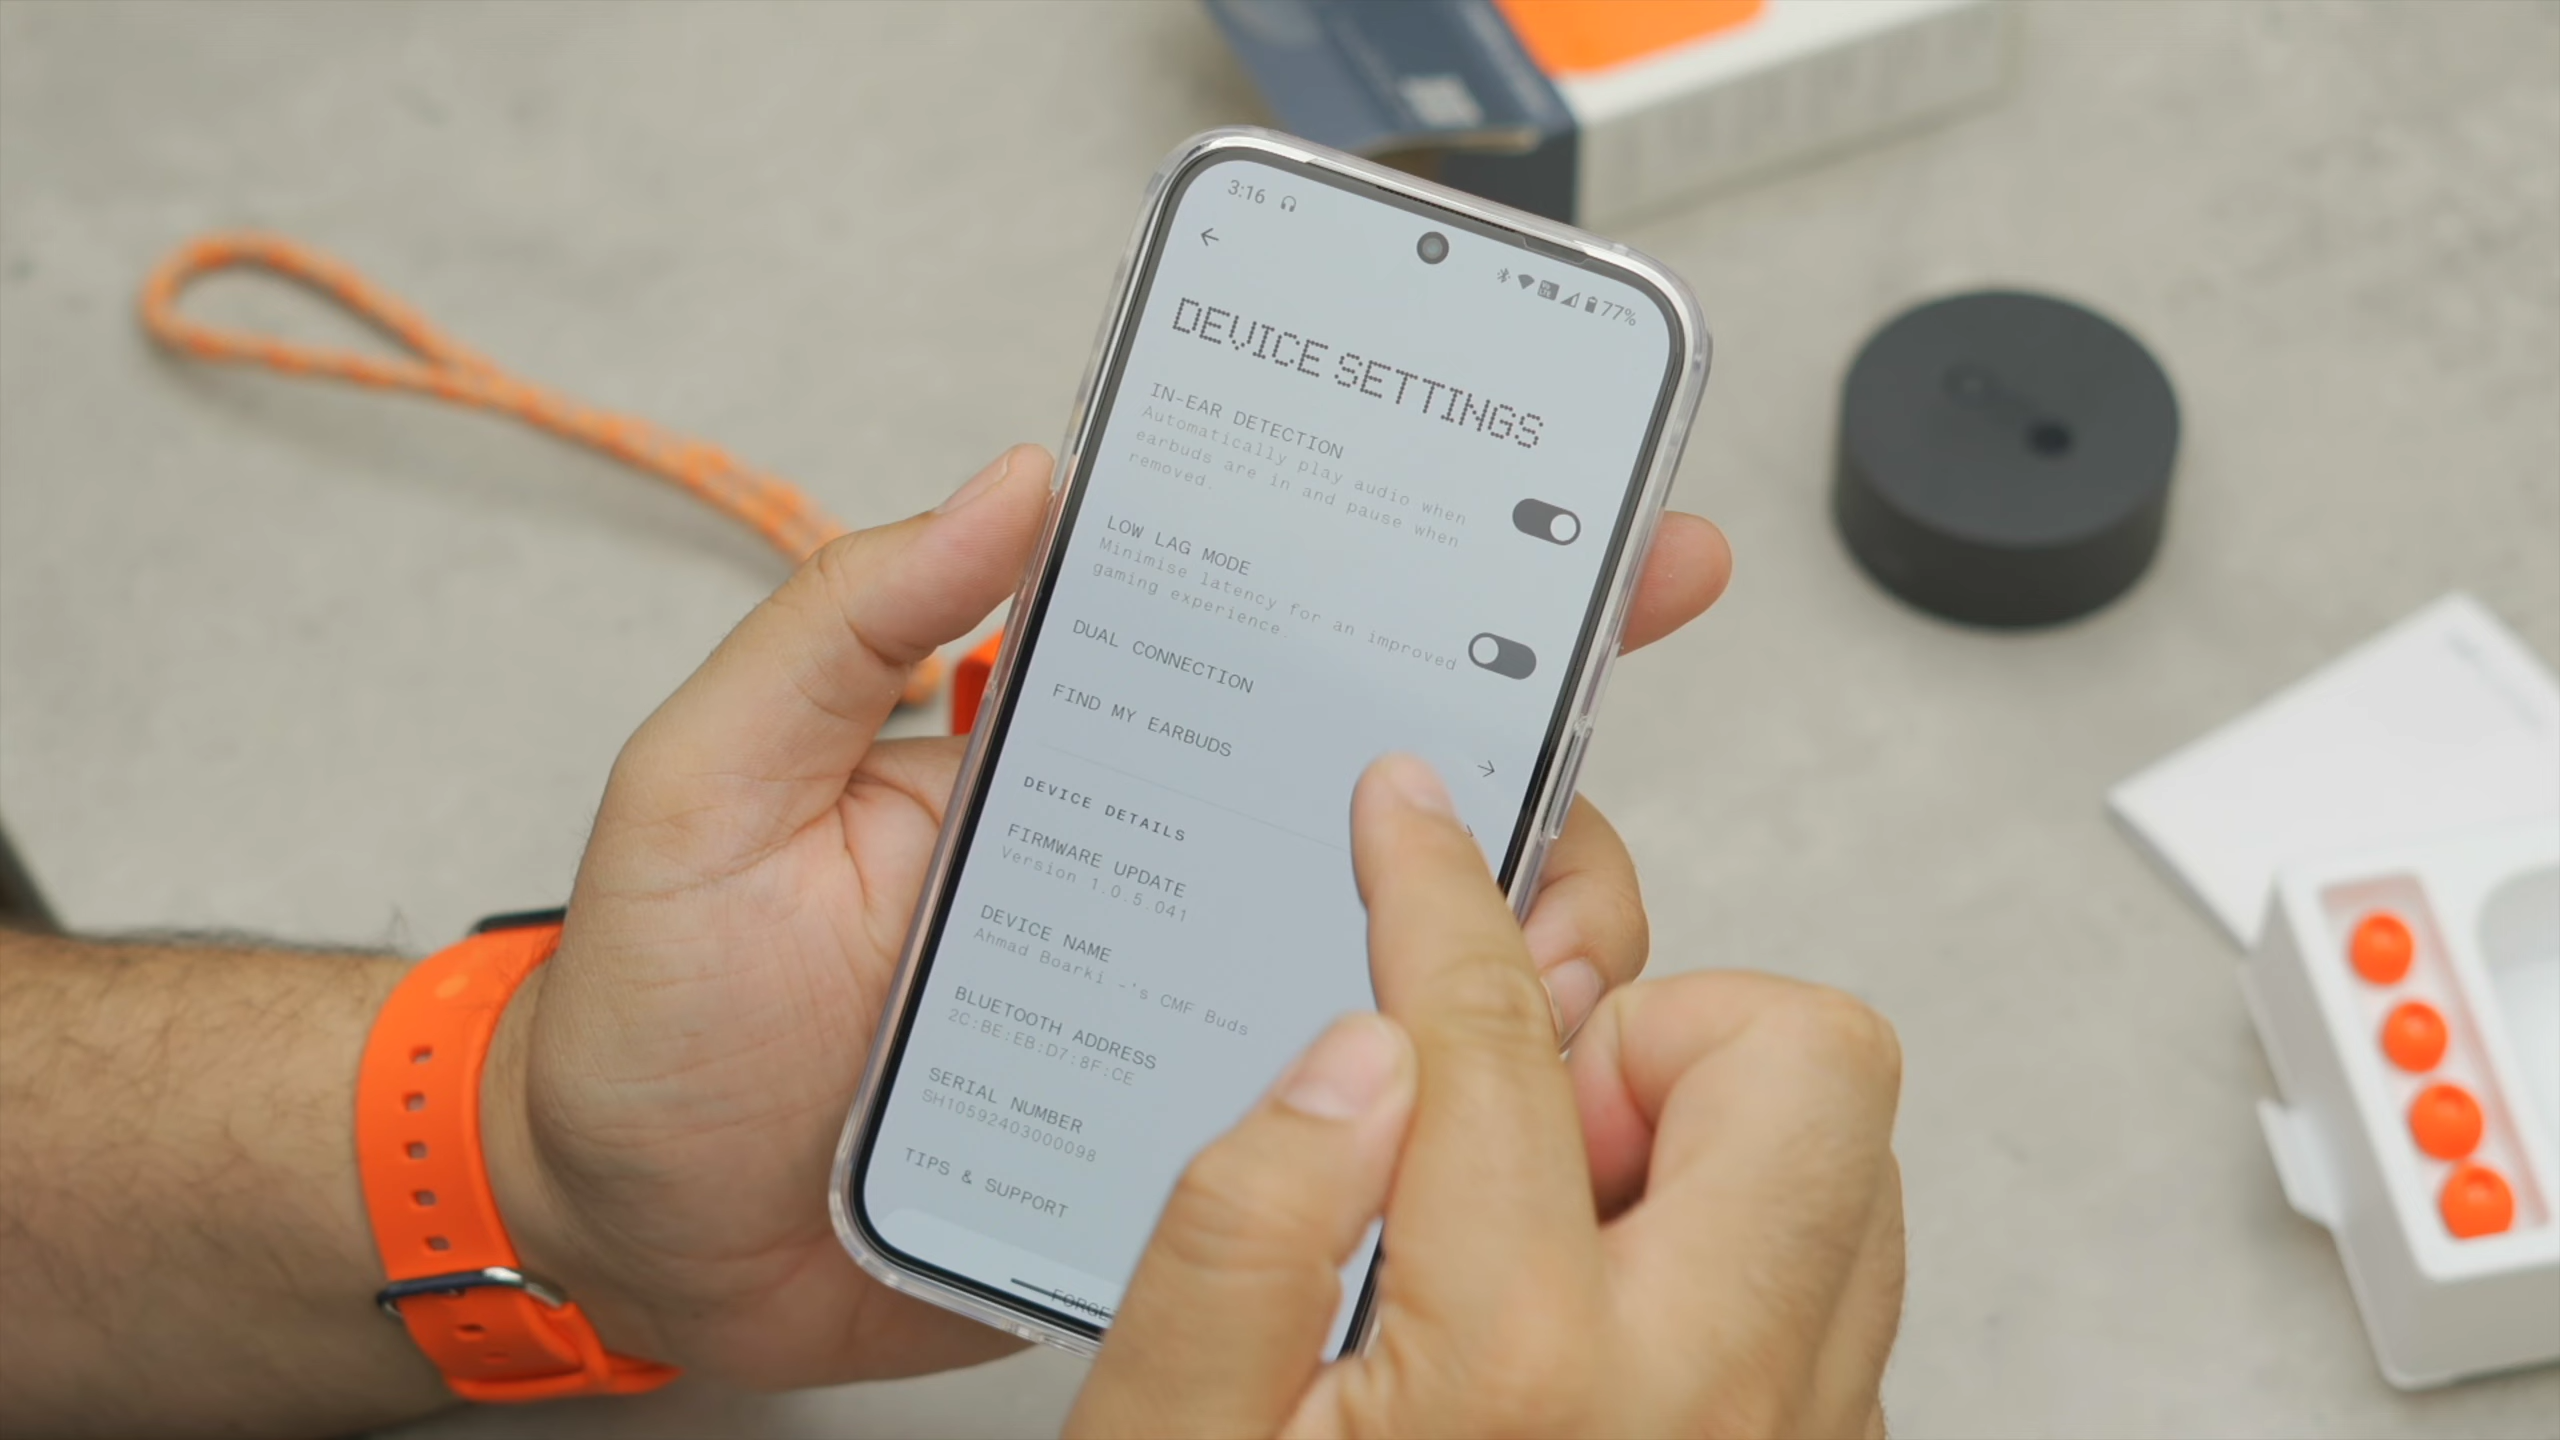 3:16
77%
DEVICE SETTINGS
IN-EAR DETECTION
Automatically play audio when
earbuds are in and pause when
removed.
LOW LAG MODE
Minimise latency for an improved
gaming experience.
DUAL CONNECTION
FIND MY EARBUDS
DEVICE DETAILS
FIRMWARE UPDATE
Version 1.0.5.041
DEVICE NAME
Ahmad Boarki -'s CMF Buds
BLUETOOTH ADDRESS
2C:BE:EB:D7:8F:CE
SERIAL NUMBER
SH10592403000098
TIPS & SUPPORT
FORGE